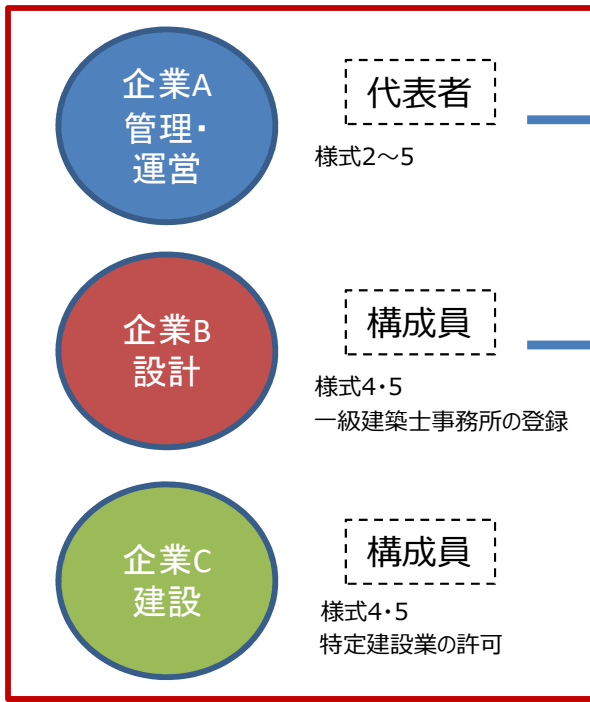 企業A
管理・
運営
代表者
様式2～5
企業B
設計
構成員
様式4・5
一級建築士事務所の登録
企業C
建設
構成員
様式4・5
特定建設業の許可